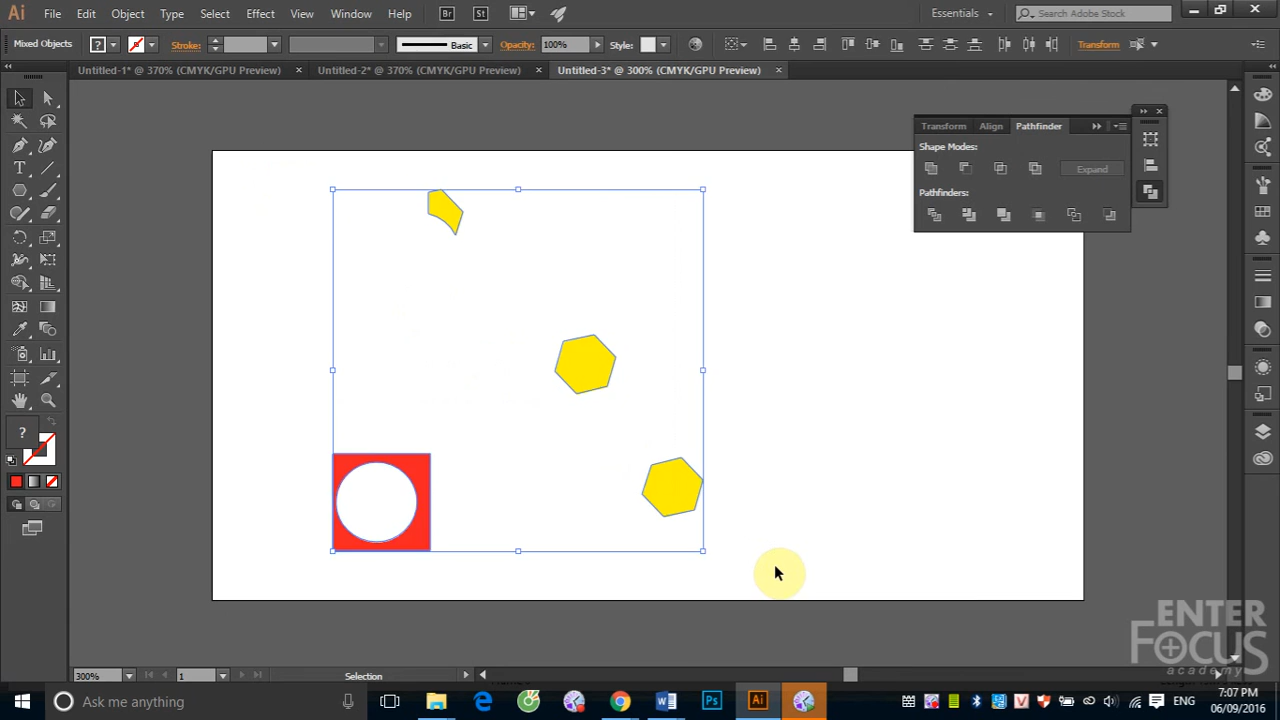 Ai File Edit Object Type Select Effect View Window Help Br St Essentials Search Adobe Stock
Mixed Objects ? Stroke: Basic Opacity: 100% Style: Transform
Untitled-1* @ 370% (CMYK/GPU Preview) × Untitled-2* @ 370% (CMYK/GPU Preview) × Untitled-3* @ 300% (CMYK/GPU Preview) ×
Transform Align Pathfinder
Shape Modes:
Expand
Pathfinders:
T
?
ENTER
FOCUS
academy
300% 1 Selection
Ask me anything W Ps Ai V ENG
7:07 PM
06/09/2016